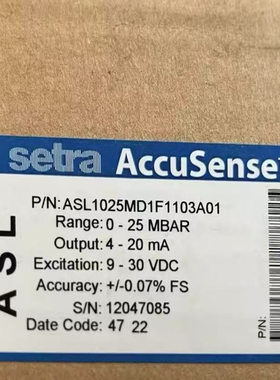 setra AccuSense
P/N: ASL1025MD1F1103A01
Range: 0 - 25 MBAR
Output: 4 - 20 mA
Excitation: 9 - 30 VDC
Accuracy: +/-0.07% FS
S/N: 12047085
Date Code: 47 22
ASL
P/N: